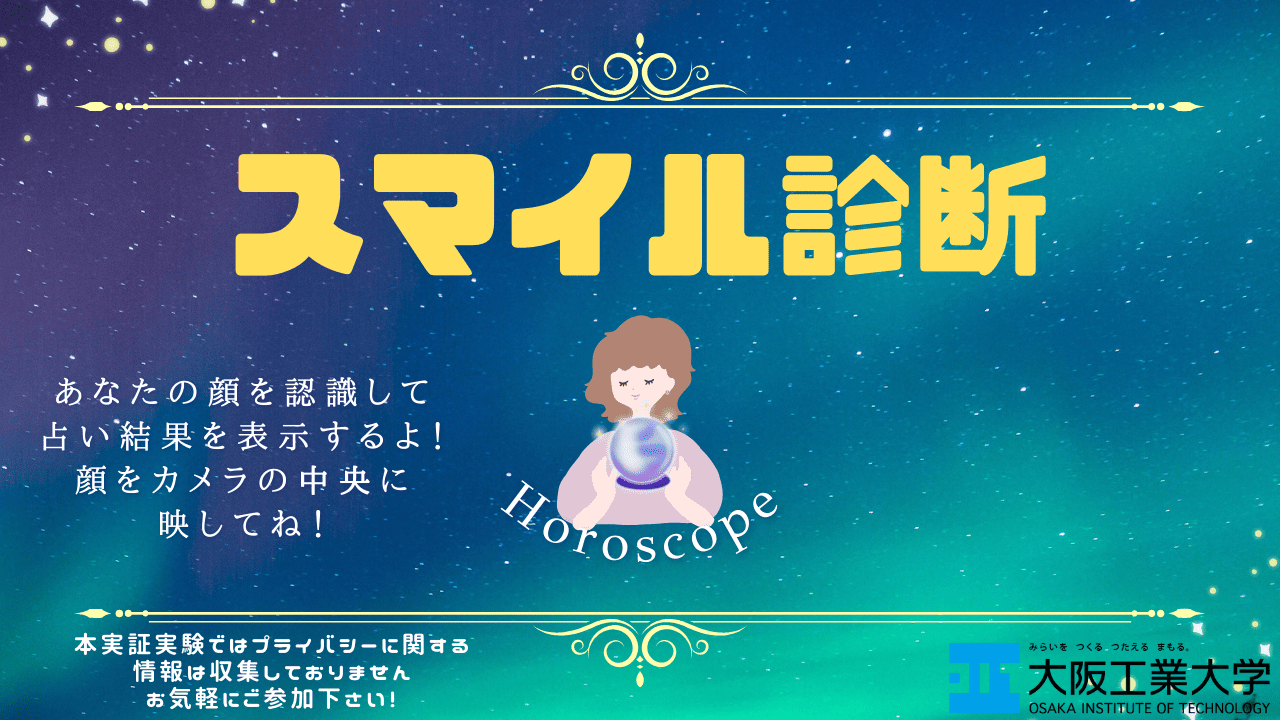 スマイル診断
あなたの顔を認識して
占い結果を表示するよ!
顔をカメラの中央に
映してね!
Horoscope
本実証実験ではプライバシーに関する
情報は収集しておりません
お気軽にご参加下さい!
みらいを つくる つたえる まもる。
大阪工業大学
OSAKA INSTITUTE OF TECHNOLOGY